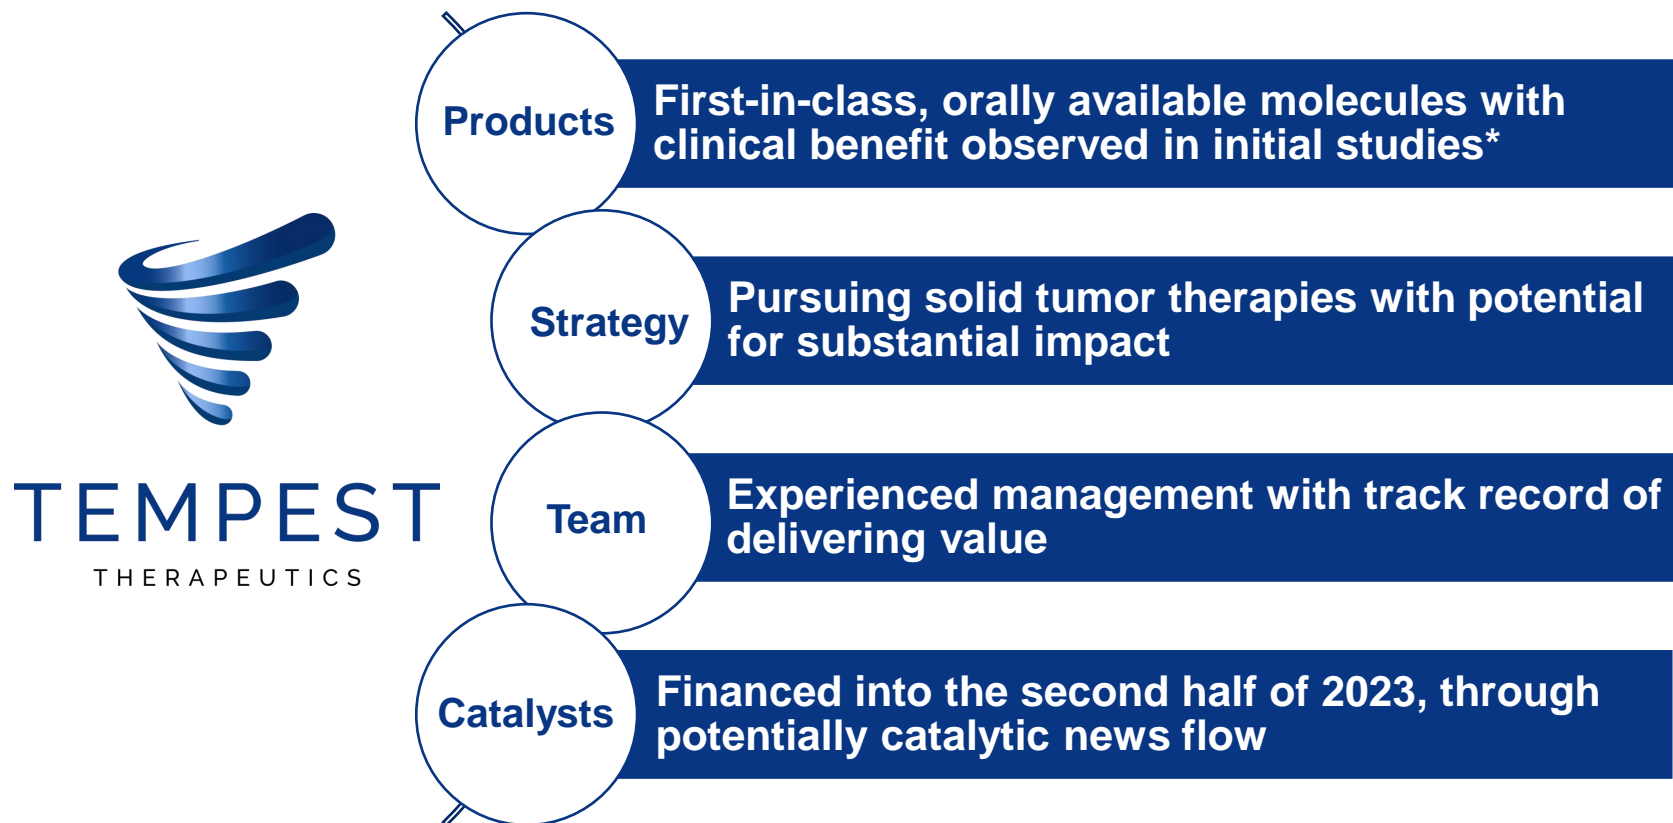 TEMPEST
THERAPEUTICS
Products
First-in-class, orally available molecules with
clinical benefit observed in initial studies*
Strategy
Pursuing solid tumor therapies with potential
for substantial impact
Team
Experienced management with track record of
delivering value
Catalysts
Financed into the second half of 2023, through
potentially catalytic news flow